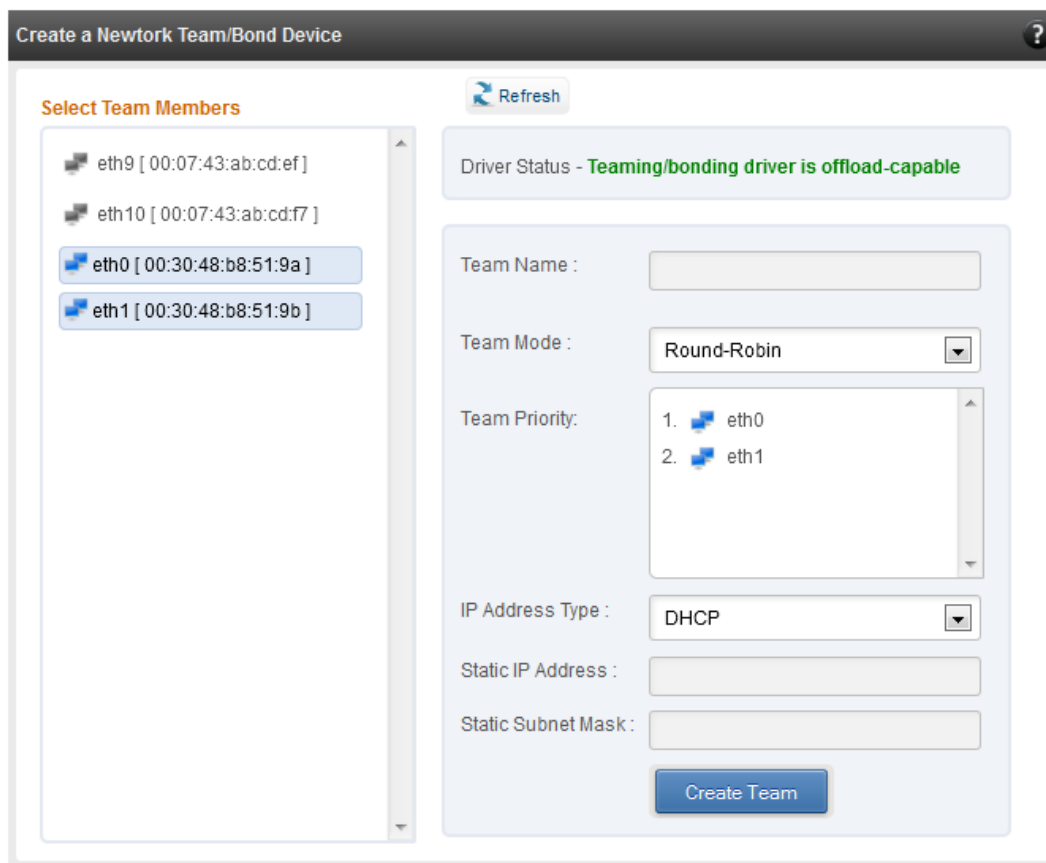 Create a Newtork Team/Bond Device
?
Select Team Members
Refresh
eth9 [ 00:07:43:ab:cd:ef ]
eth10 [ 00:07:43:ab:cd:f7 ]
eth0 [ 00:30:48:b8:51:9a ]
eth1 [ 00:30:48:b8:51:9b ]
Driver Status - Teaming/bonding driver is offload-capable
Team Name :
Team Mode : Round-Robin
Team Priority:
1. eth0
2. eth1
IP Address Type : DHCP
Static IP Address :
Static Subnet Mask :
Create Team